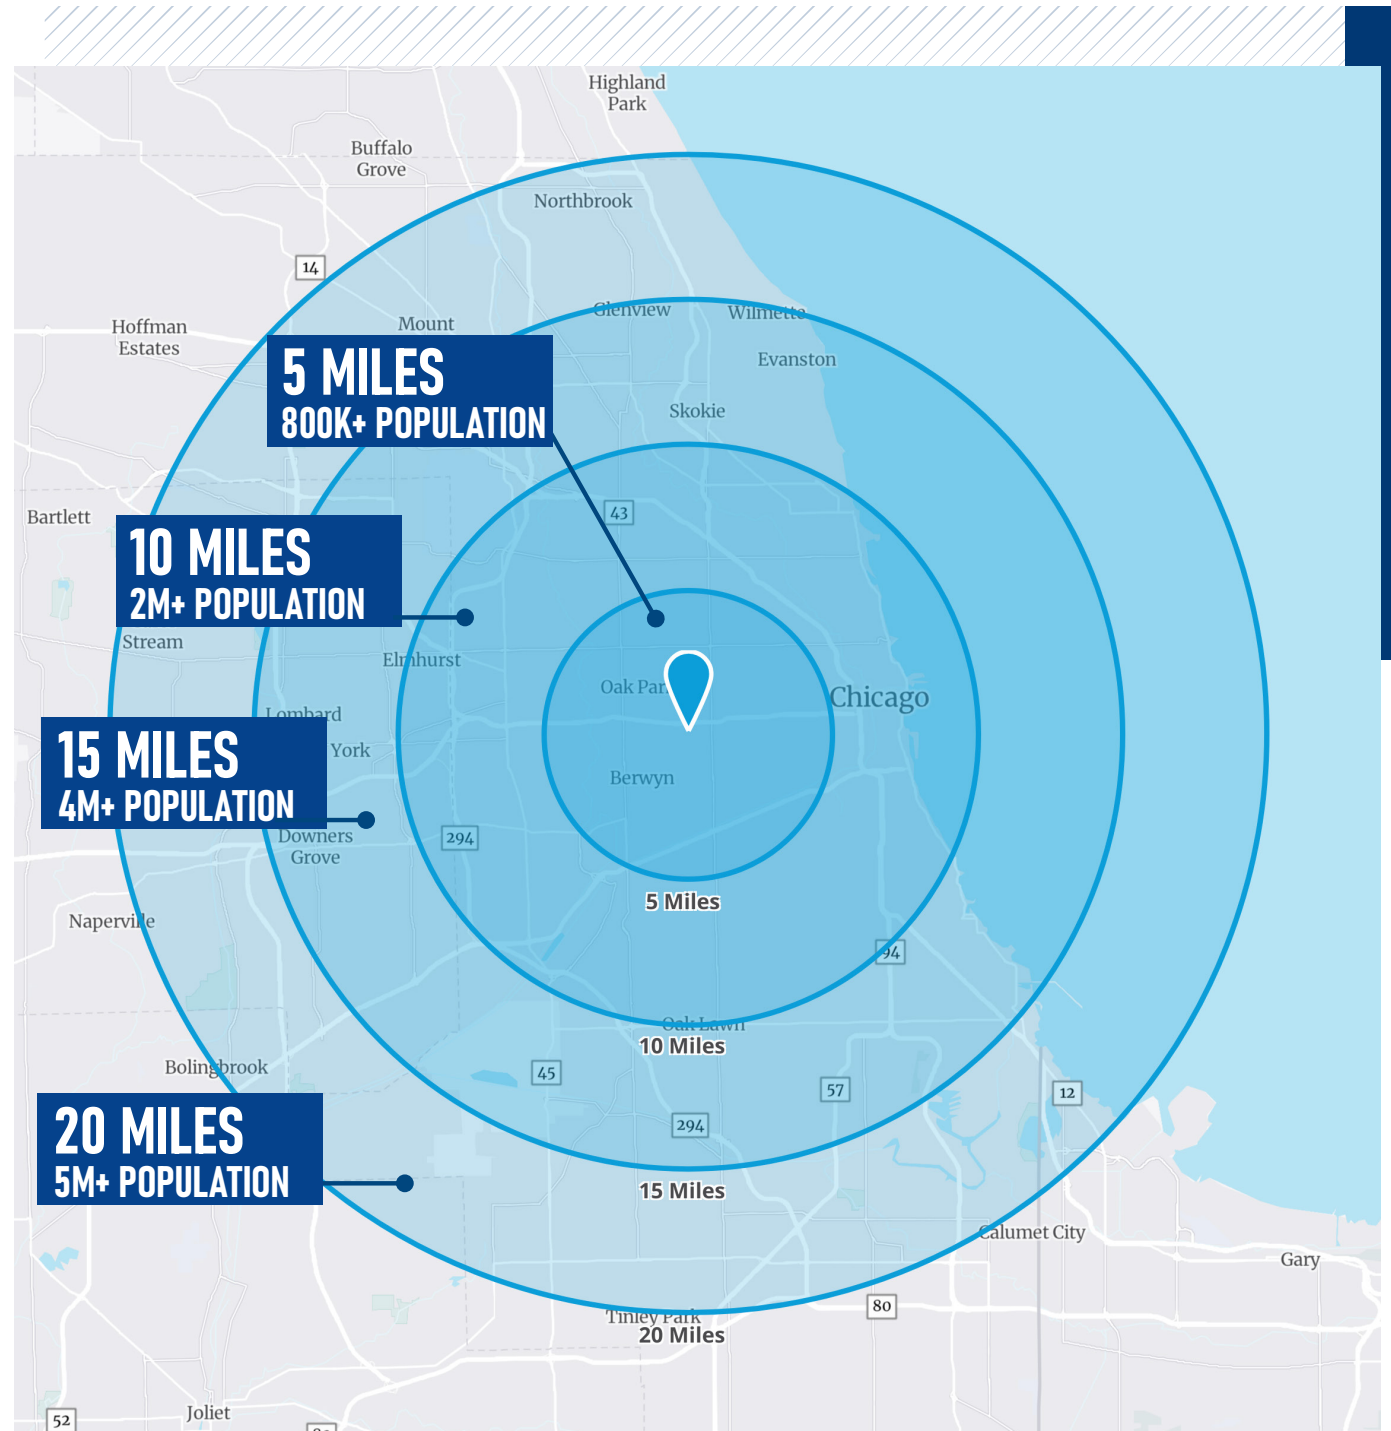 Highland
Park
Buffalo
Grove
Northbrook
14
Glenview
Wilmette
Hoffman
Estates
Mount
Evanston
5 MILES
800K+ POPULATION
Skokie
43
Bartlett
10 MILES
2M+ POPULATION
Stream
Elmhurst
Oak Par
Chicago
Lombard
15 MILES
4M+ POPULATION
York
Berwyn
Downers
Grove
294
5 Miles
Naperville
94
Oak Lawn
10 Miles
Bolingbrook
45
57
12
20 MILES
5M+ POPULATION
294
15 Miles
Calumet City
Gary
80
Tinley Park
20 Miles
Joliet
52